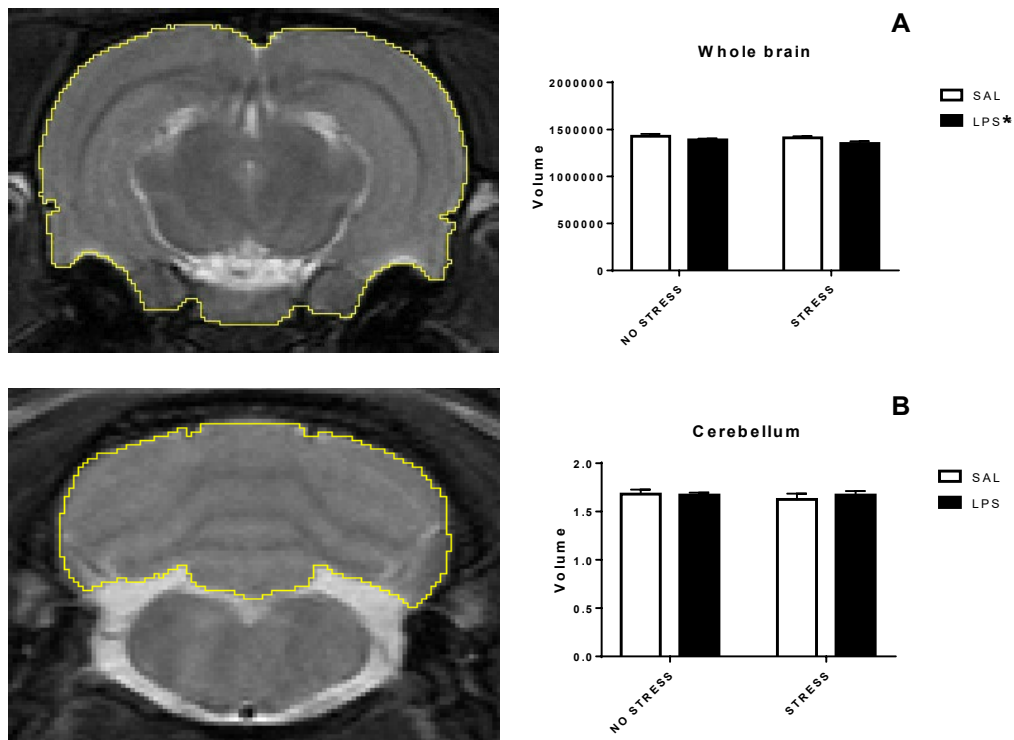 A
Whole brain
2000000
1500000
1000000
500000
0
Volume
NO STRESS
STRESS
SAL
LPS*
B
Cerebellum
2.0
1.5
1.0
0.5
0.0
Volume
NO STRESS
STRESS
SAL
LPS